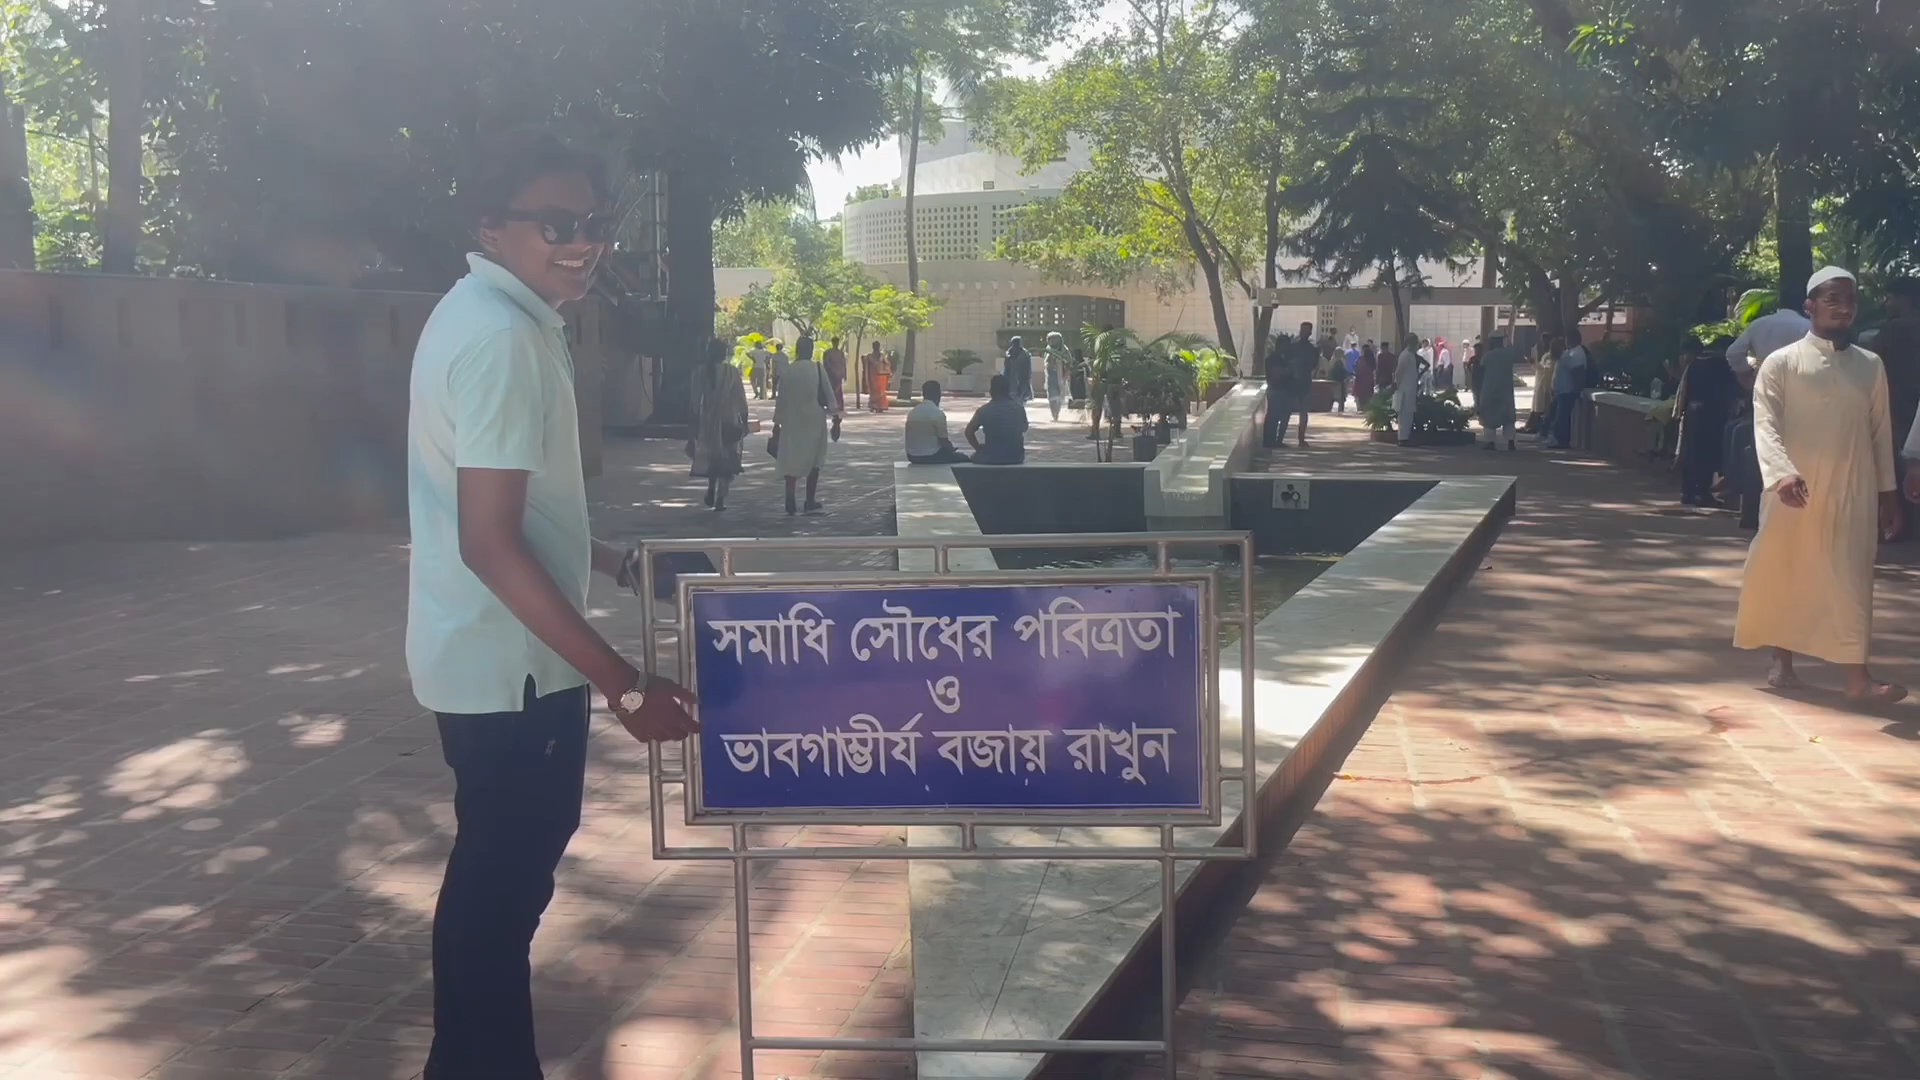 সমাধি সৌধের পবিত্রতা
ও
ভাবগাম্ভীর্য বজায় রাখুন